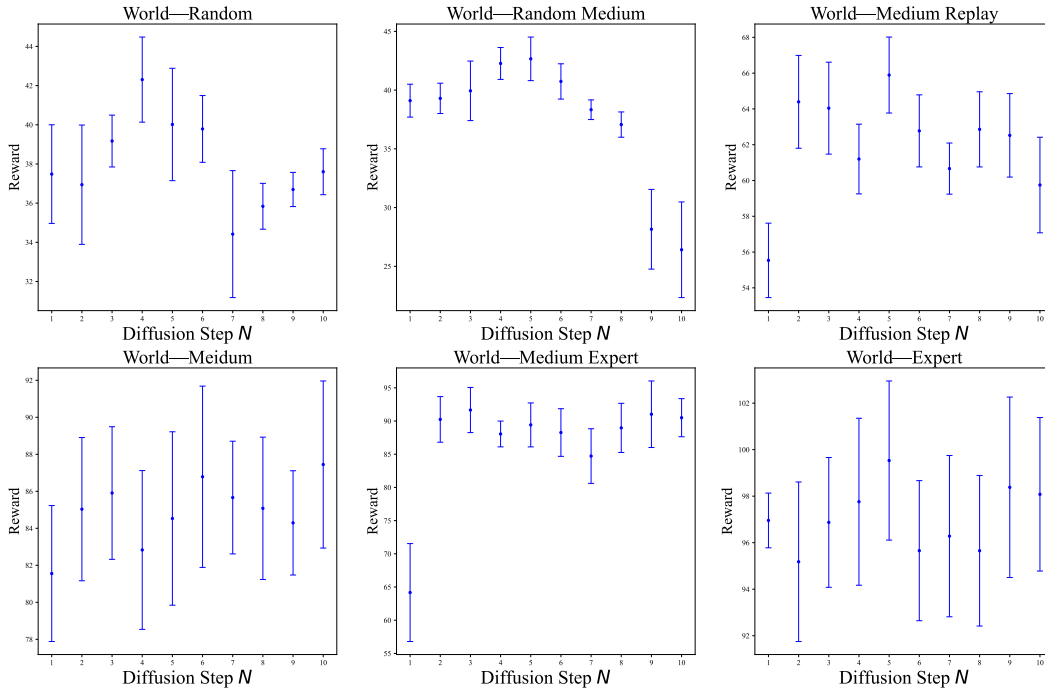 World—Random
World—Random Medium
World—Medium Replay
Reward
44
42
40
38
36
34
32
1 2 3 4 5 6 7 8 9 10
Diffusion Step N
Reward
45
40
35
30
25
1 2 3 4 5 6 7 8 9 10
Diffusion Step N
Reward
68
66
64
62
60
58
56
54
1 2 3 4 5 6 7 8 9 10
Diffusion Step N
World—Meidum
World—Medium Expert
World—Expert
Reward
92
90
88
86
84
82
80
78
1 2 3 4 5 6 7 8 9 10
Diffusion Step N
Reward
95
90
85
80
75
70
65
60
55
1 2 3 4 5 6 7 8 9 10
Diffusion Step N
Reward
102
100
98
96
94
92
1 2 3 4 5 6 7 8 9 10
Diffusion Step N